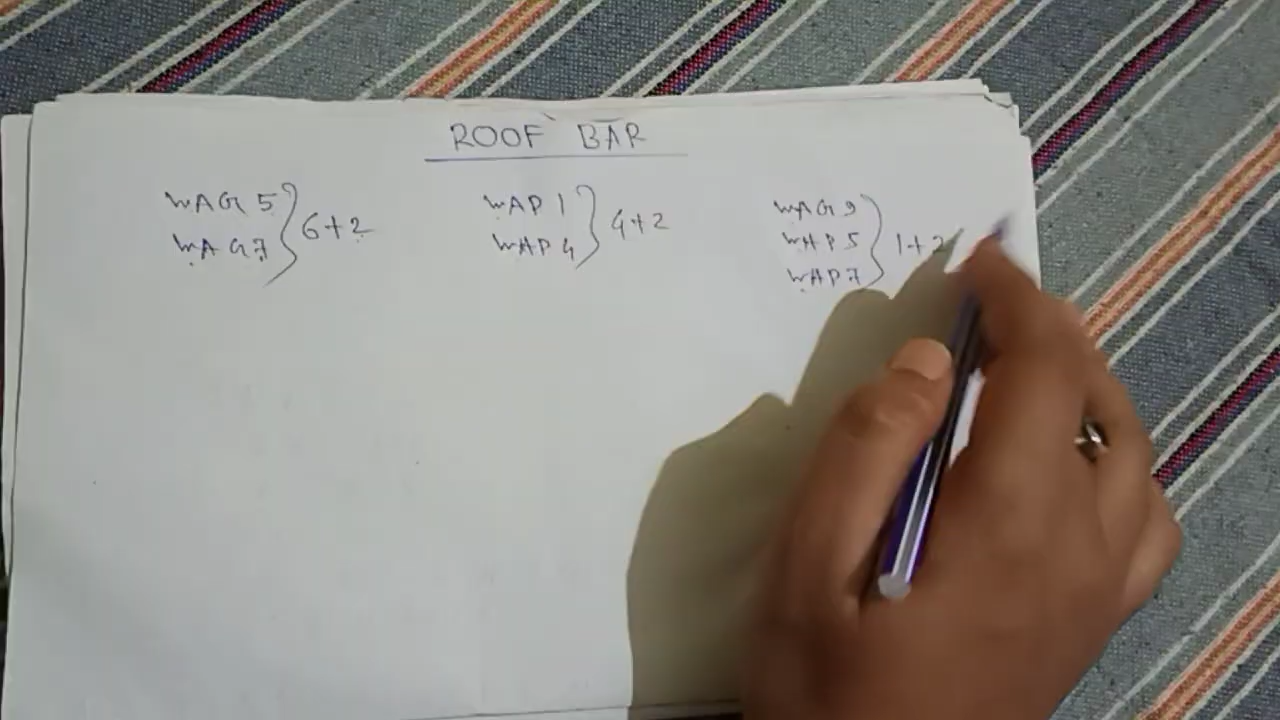 ROOF BAR
WAG 5
WAG 7
} 6+2
WAP 1
WAP 4
} 4+2
WAG 9
WAP 5
WAP 7
} 1+2